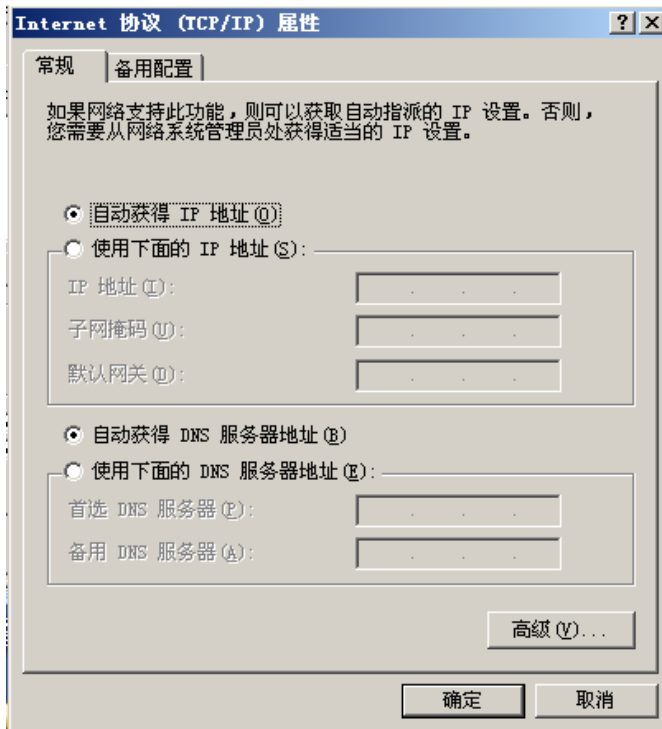 Internet 协议 (TCP/IP) 属性
常规
备用配置
如果网络支持此功能，则可以获取自动指派的 IP 设置。否则，
您需要从网络系统管理员处获得适当的 IP 设置。
自动获得 IP 地址(O)
使用下面的 IP 地址(S):
IP 地址(I):
子网掩码(U):
默认网关(D):
自动获得 DNS 服务器地址(B)
使用下面的 DNS 服务器地址(E):
首选 DNS 服务器(P):
备用 DNS 服务器(A):
高级(V)...
确定
取消